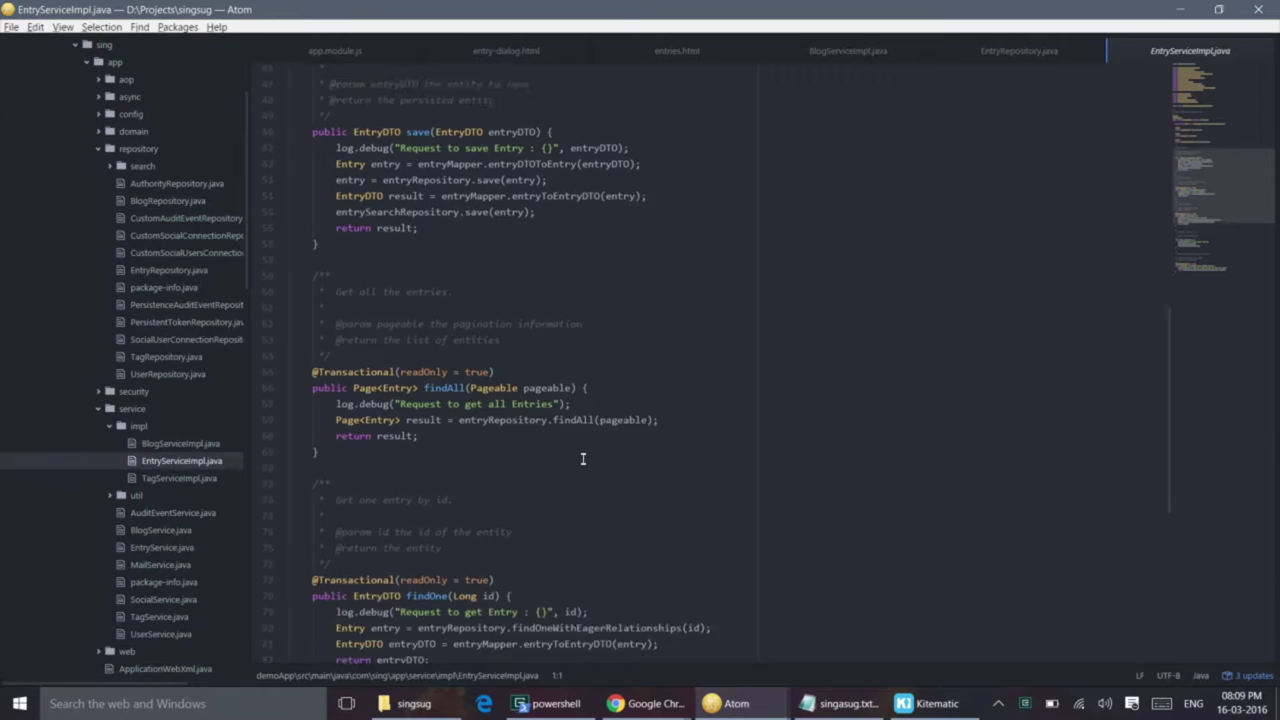 EntryServiceImpl.java — D:\Projects\singsug — Atom
File Edit View Selection Find Packages Help
sing
app
aop
async
config
domain
repository
search
AuthorityRepository.java
BlogRepository.java
CustomAuditEventRepository
CustomSocialConnectionRepo
CustomSocialUsersConnection
EntryRepository.java
package-info.java
PersistenceAuditEventReposit
PersistentTokenRepository.jav
SocialUserConnectionReposit
TagRepository.java
UserRepository.java
security
service
impl
BlogServiceImpl.java
EntryServiceImpl.java
TagServiceImpl.java
util
AuditEventService.java
BlogService.java
EntryService.java
MailService.java
package-info.java
SocialService.java
TagService.java
UserService.java
web
ApplicationWebXml.java
app.module.js entry-dialog.html entries.html BlogServiceImpl.java EntryRepository.java EntryServiceImpl.java
*
* @param entryDTO the entity to save
* @return the persisted entity
*/
public EntryDTO save(EntryDTO entryDTO) {
log.debug("Request to save Entry : {}", entryDTO);
Entry entry = entryMapper.entryDTOToEntry(entryDTO);
entry = entryRepository.save(entry);
EntryDTO result = entryMapper.entryToEntryDTO(entry);
entrySearchRepository.save(entry);
return result;
}
/**
* Get all the entries.
*
* @param pageable the pagination information
* @return the list of entities
*/
@Transactional(readOnly = true)
public Page<Entry> findAll(Pageable pageable) {
log.debug("Request to get all Entries");
Page<Entry> result = entryRepository.findAll(pageable);
return result;
}
/**
* Get one entry by id.
*
* @param id the id of the entity
* @return the entity
*/
@Transactional(readOnly = true)
public EntryDTO findOne(Long id) {
log.debug("Request to get Entry : {}", id);
Entry entry = entryRepository.findOneWithEagerRelationships(id);
EntryDTO entryDTO = entryMapper.entryToEntryDTO(entry);
return entryDTO;
demoApp\src\main\java\com\sing\app\service\impl\EntryServiceImpl.java 1:1 LF UTF-8 Java 2 updates
Search the web and Windows singsug powershell Google Chr... Atom singasug.txt... Kitematic ENG 08:09 PM
16-03-2016